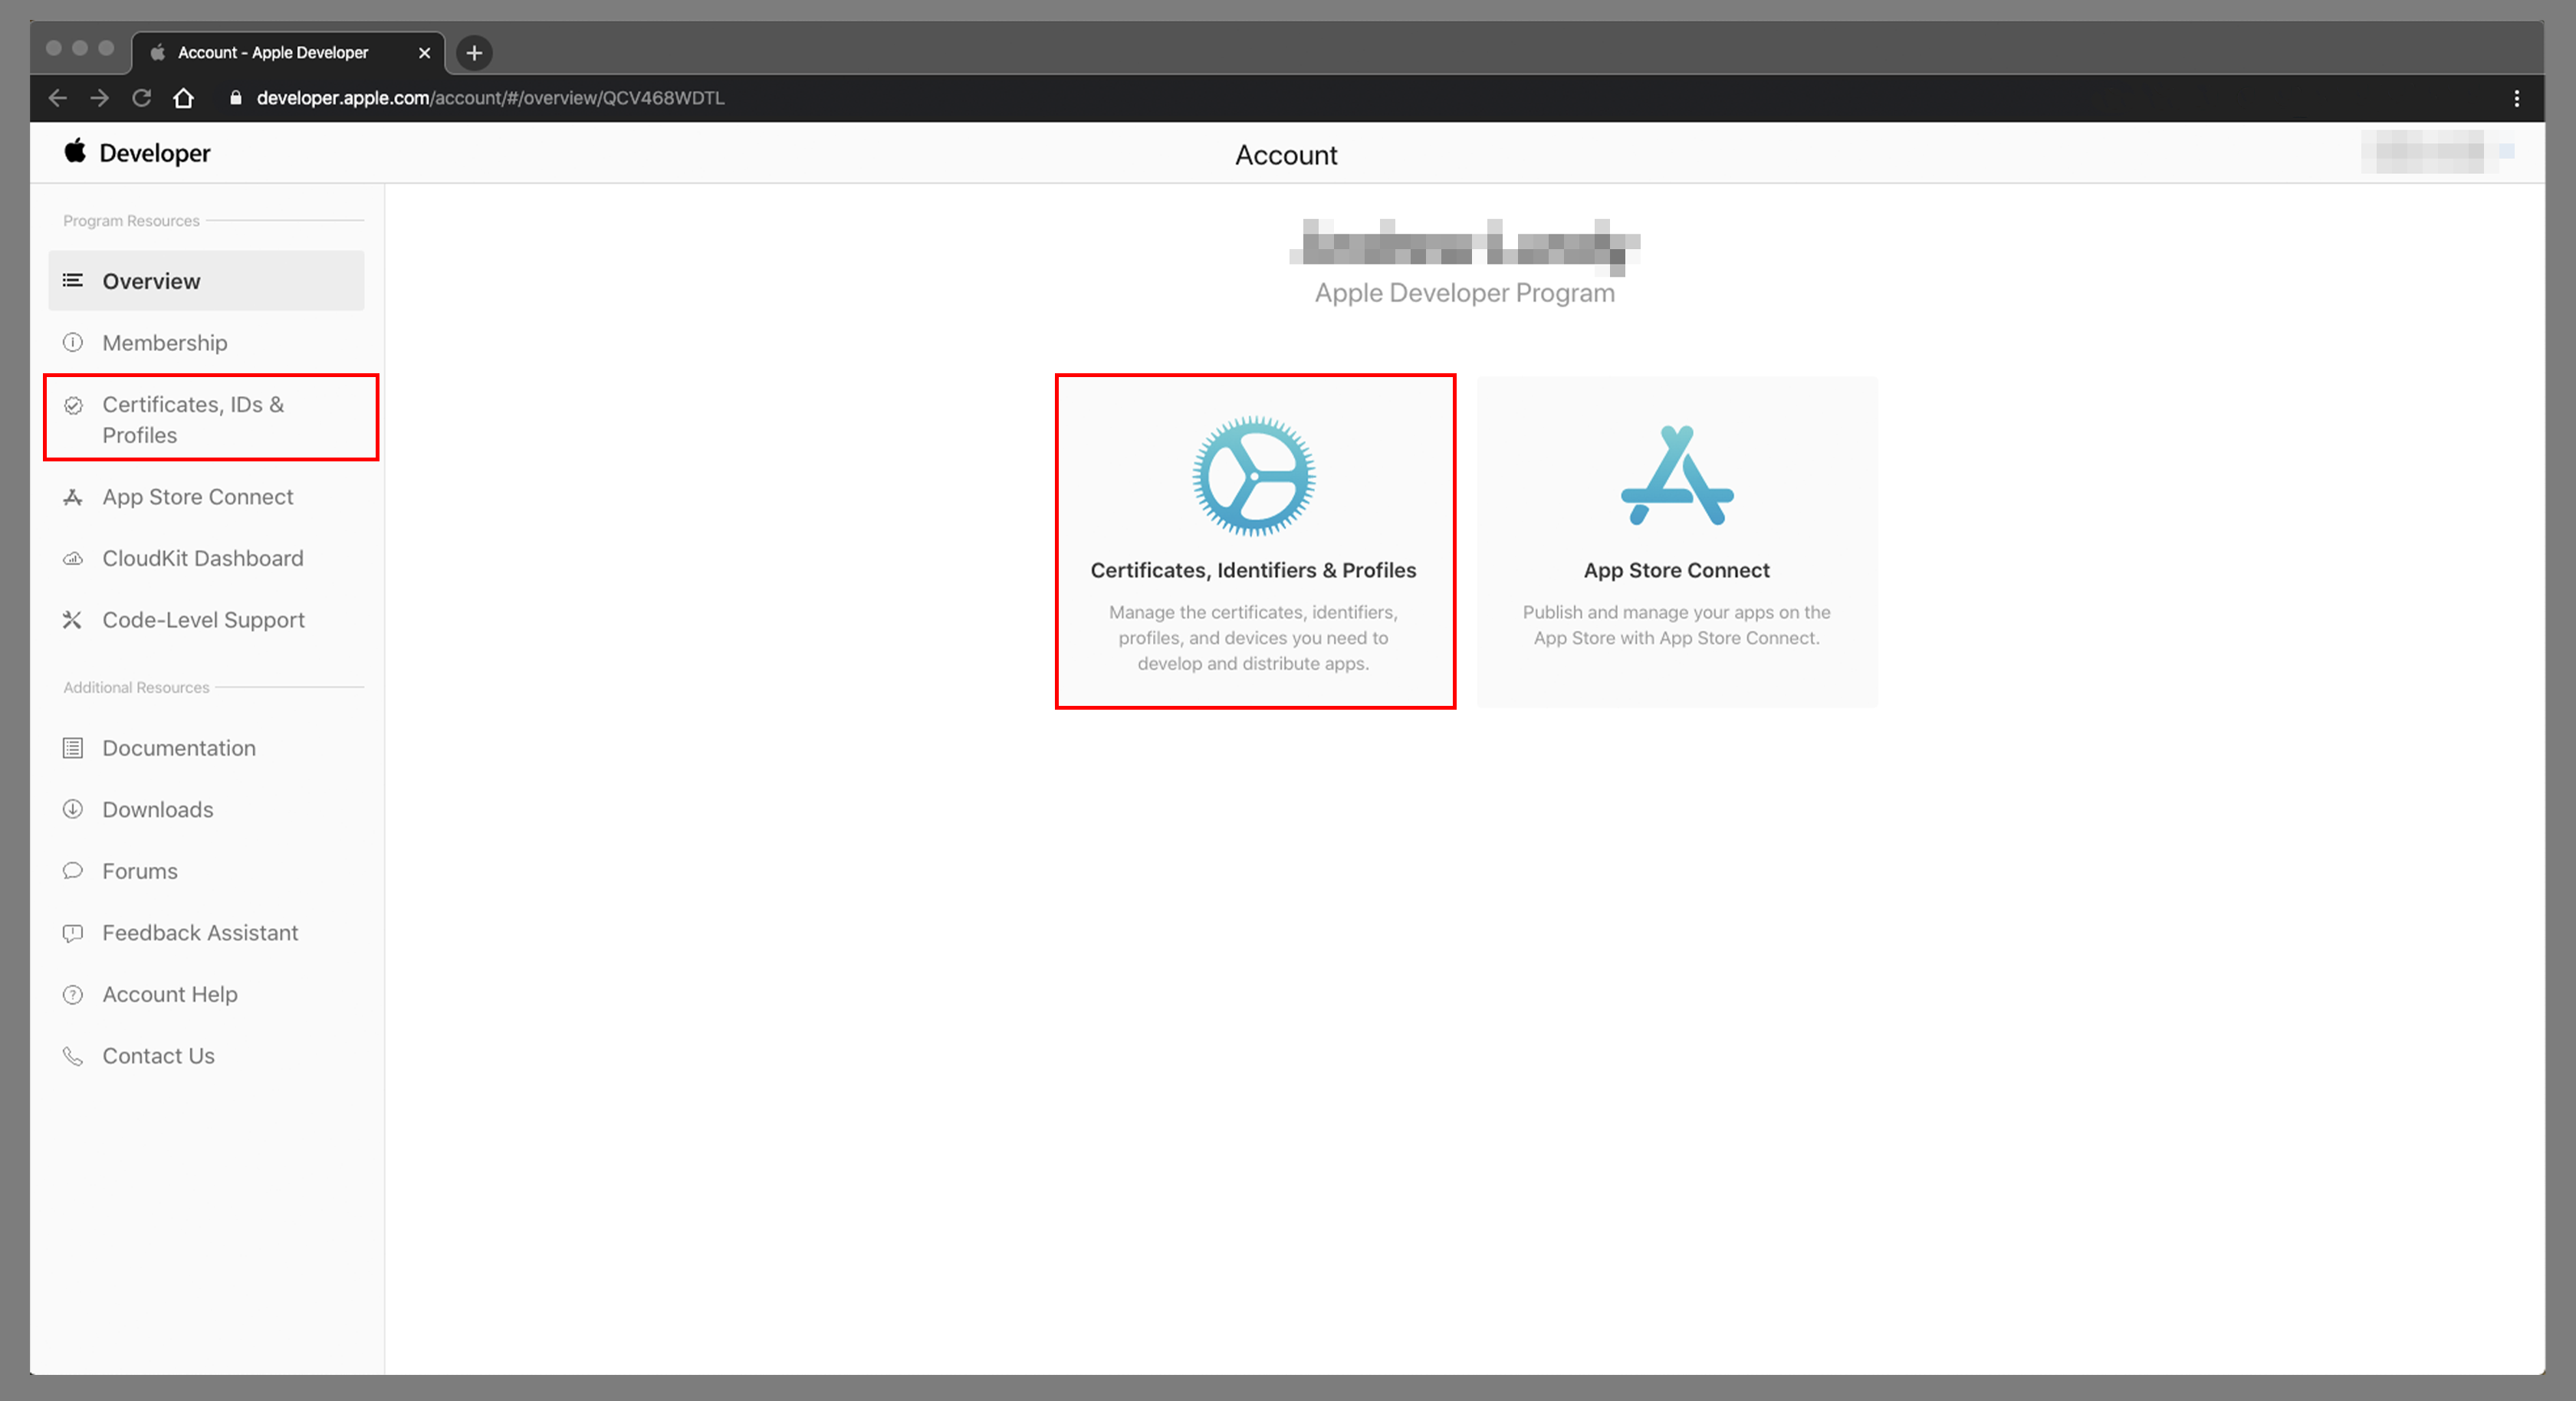 Account - Apple Developer
developer.apple.com/account/#/overview/QCV468WDTL
Developer
Account
Program Resources
Overview
Membership
Certificates, IDs &
Profiles
App Store Connect
CloudKit Dashboard
Code-Level Support
Additional Resources
Documentation
Downloads
Forums
Feedback Assistant
Account Help
Contact Us
Apple Developer Program
Certificates, Identifiers & Profiles
Manage the certificates, identifiers,
profiles, and devices you need to
develop and distribute apps.
App Store Connect
Publish and manage your apps on the
App Store with App Store Connect.